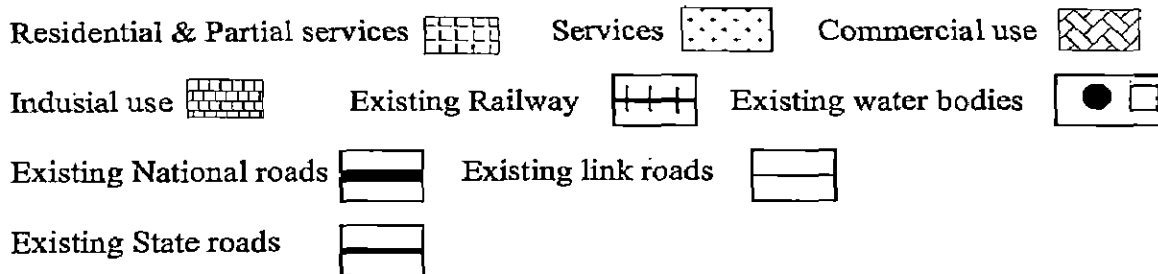 Residential & Partial services Services Commercial use
Indusial use Existing Railway Existing water bodies
Existing National roads Existing link roads
Existing State roads